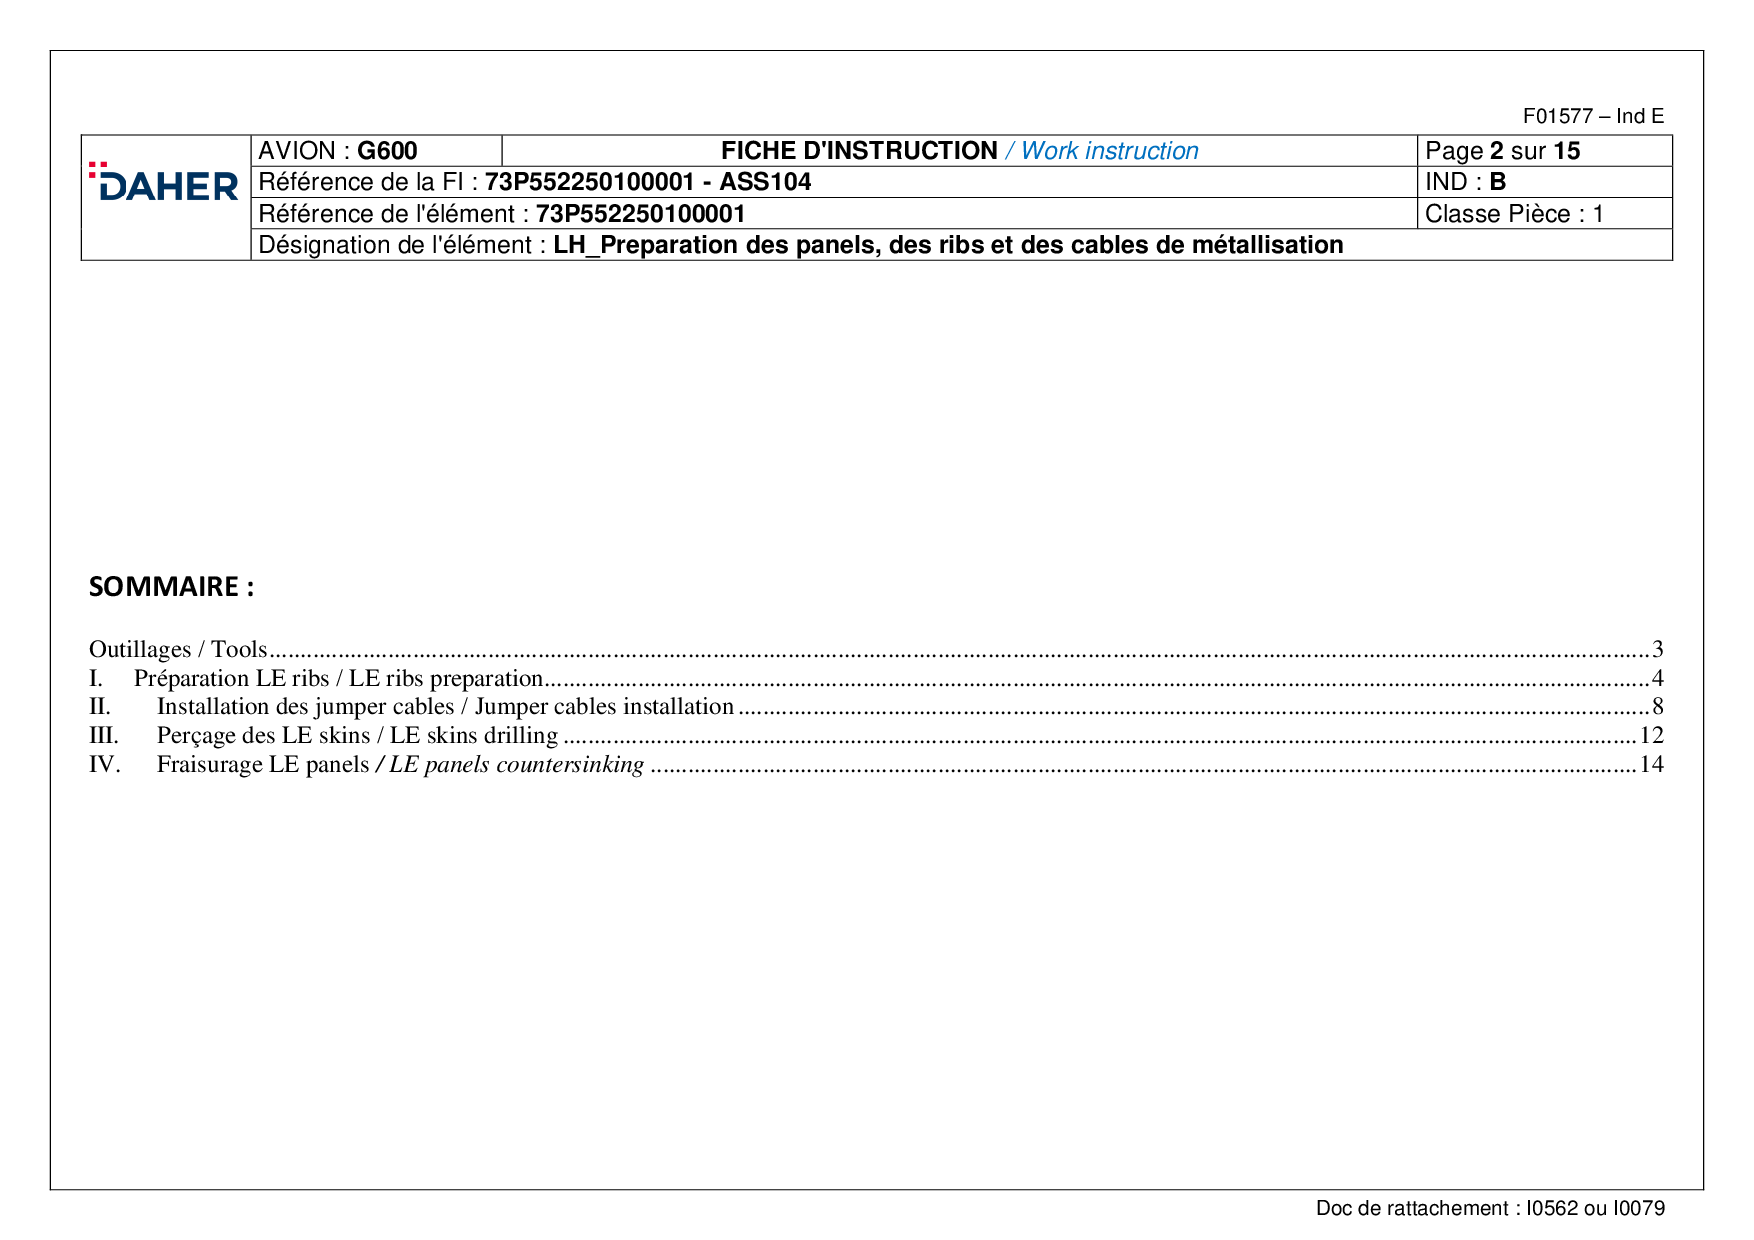 F01577 – Ind E
DAHER
AVION : G600
FICHE D'INSTRUCTION / Work instruction
Page 2 sur 15
Référence de la FI : 73P552250100001 - ASS104
IND : B
Référence de l'élément : 73P552250100001
Classe Pièce : 1
Désignation de l'élément : LH_Preparation des panels, des ribs et des cables de métallisation
SOMMAIRE :
Outillages / Tools 3
I. Préparation LE ribs / LE ribs preparation 4
II. Installation des jumper cables / Jumper cables installation 8
III. Perçage des LE skins / LE skins drilling 12
IV. Fraisurage LE panels / LE panels countersinking 14
Doc de rattachement : I0562 ou I0079